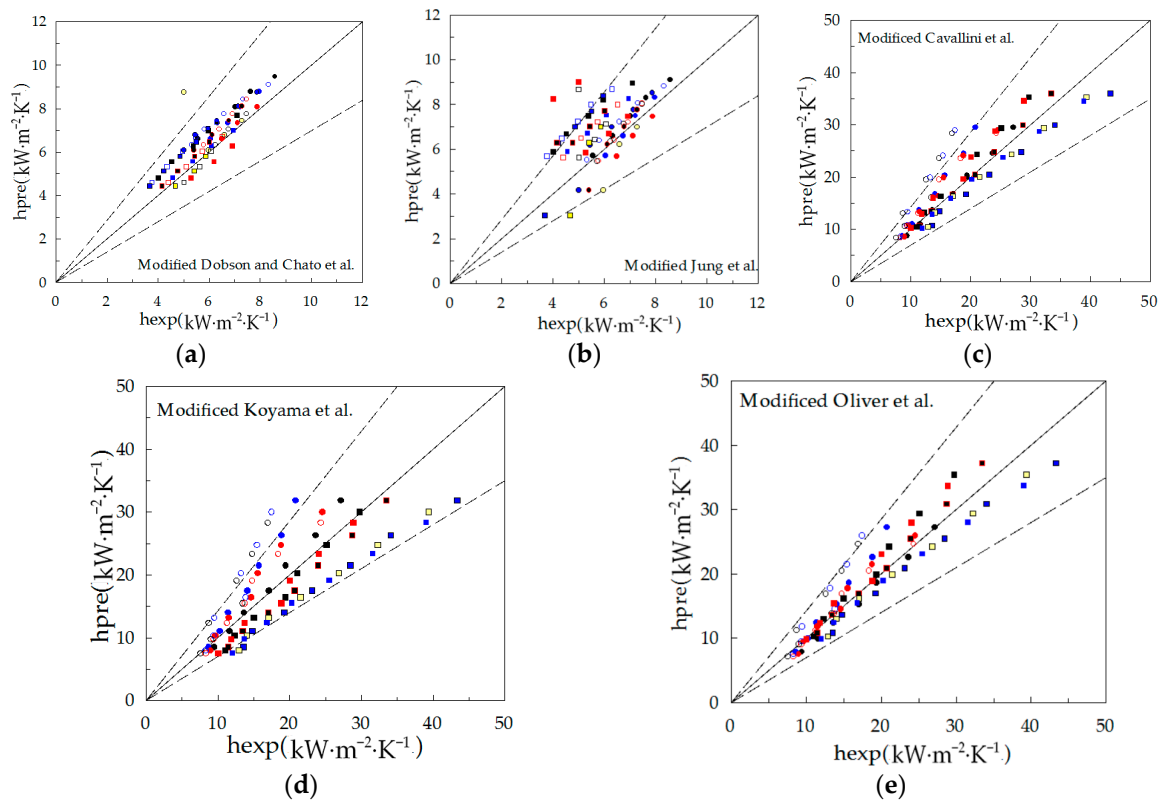 12
10
8
6
4
2
0
hpre(kW·m⁻²·K⁻¹)
Modified Dobson and Chato et al.
0 2 4 6 8 10 12
hexp(kW·m⁻²·K⁻¹)
(a)
12
10
8
6
4
2
0
hpre(kW·m⁻²·K⁻¹)
Modified Jung et al.
0 2 4 6 8 10 12
hexp(kW·m⁻²·K⁻¹)
(b)
Modificed Cavallini et al.
50
40
30
20
10
0
hpre(kW·m⁻²·K⁻¹)
0 10 20 30 40 50
hexp(kW·m⁻²·K⁻¹)
(c)
Modificed Koyama et al.
50
40
30
20
10
0
hpre(kW·m⁻²·K⁻¹)
0 10 20 30 40 50
hexp(kW·m⁻²·K⁻¹)
(d)
Modificed Oliver et al.
50
40
30
20
10
0
hpre(kW·m⁻²·K⁻¹)
0 10 20 30 40 50
hexp(kW·m⁻²·K⁻¹)
(e)